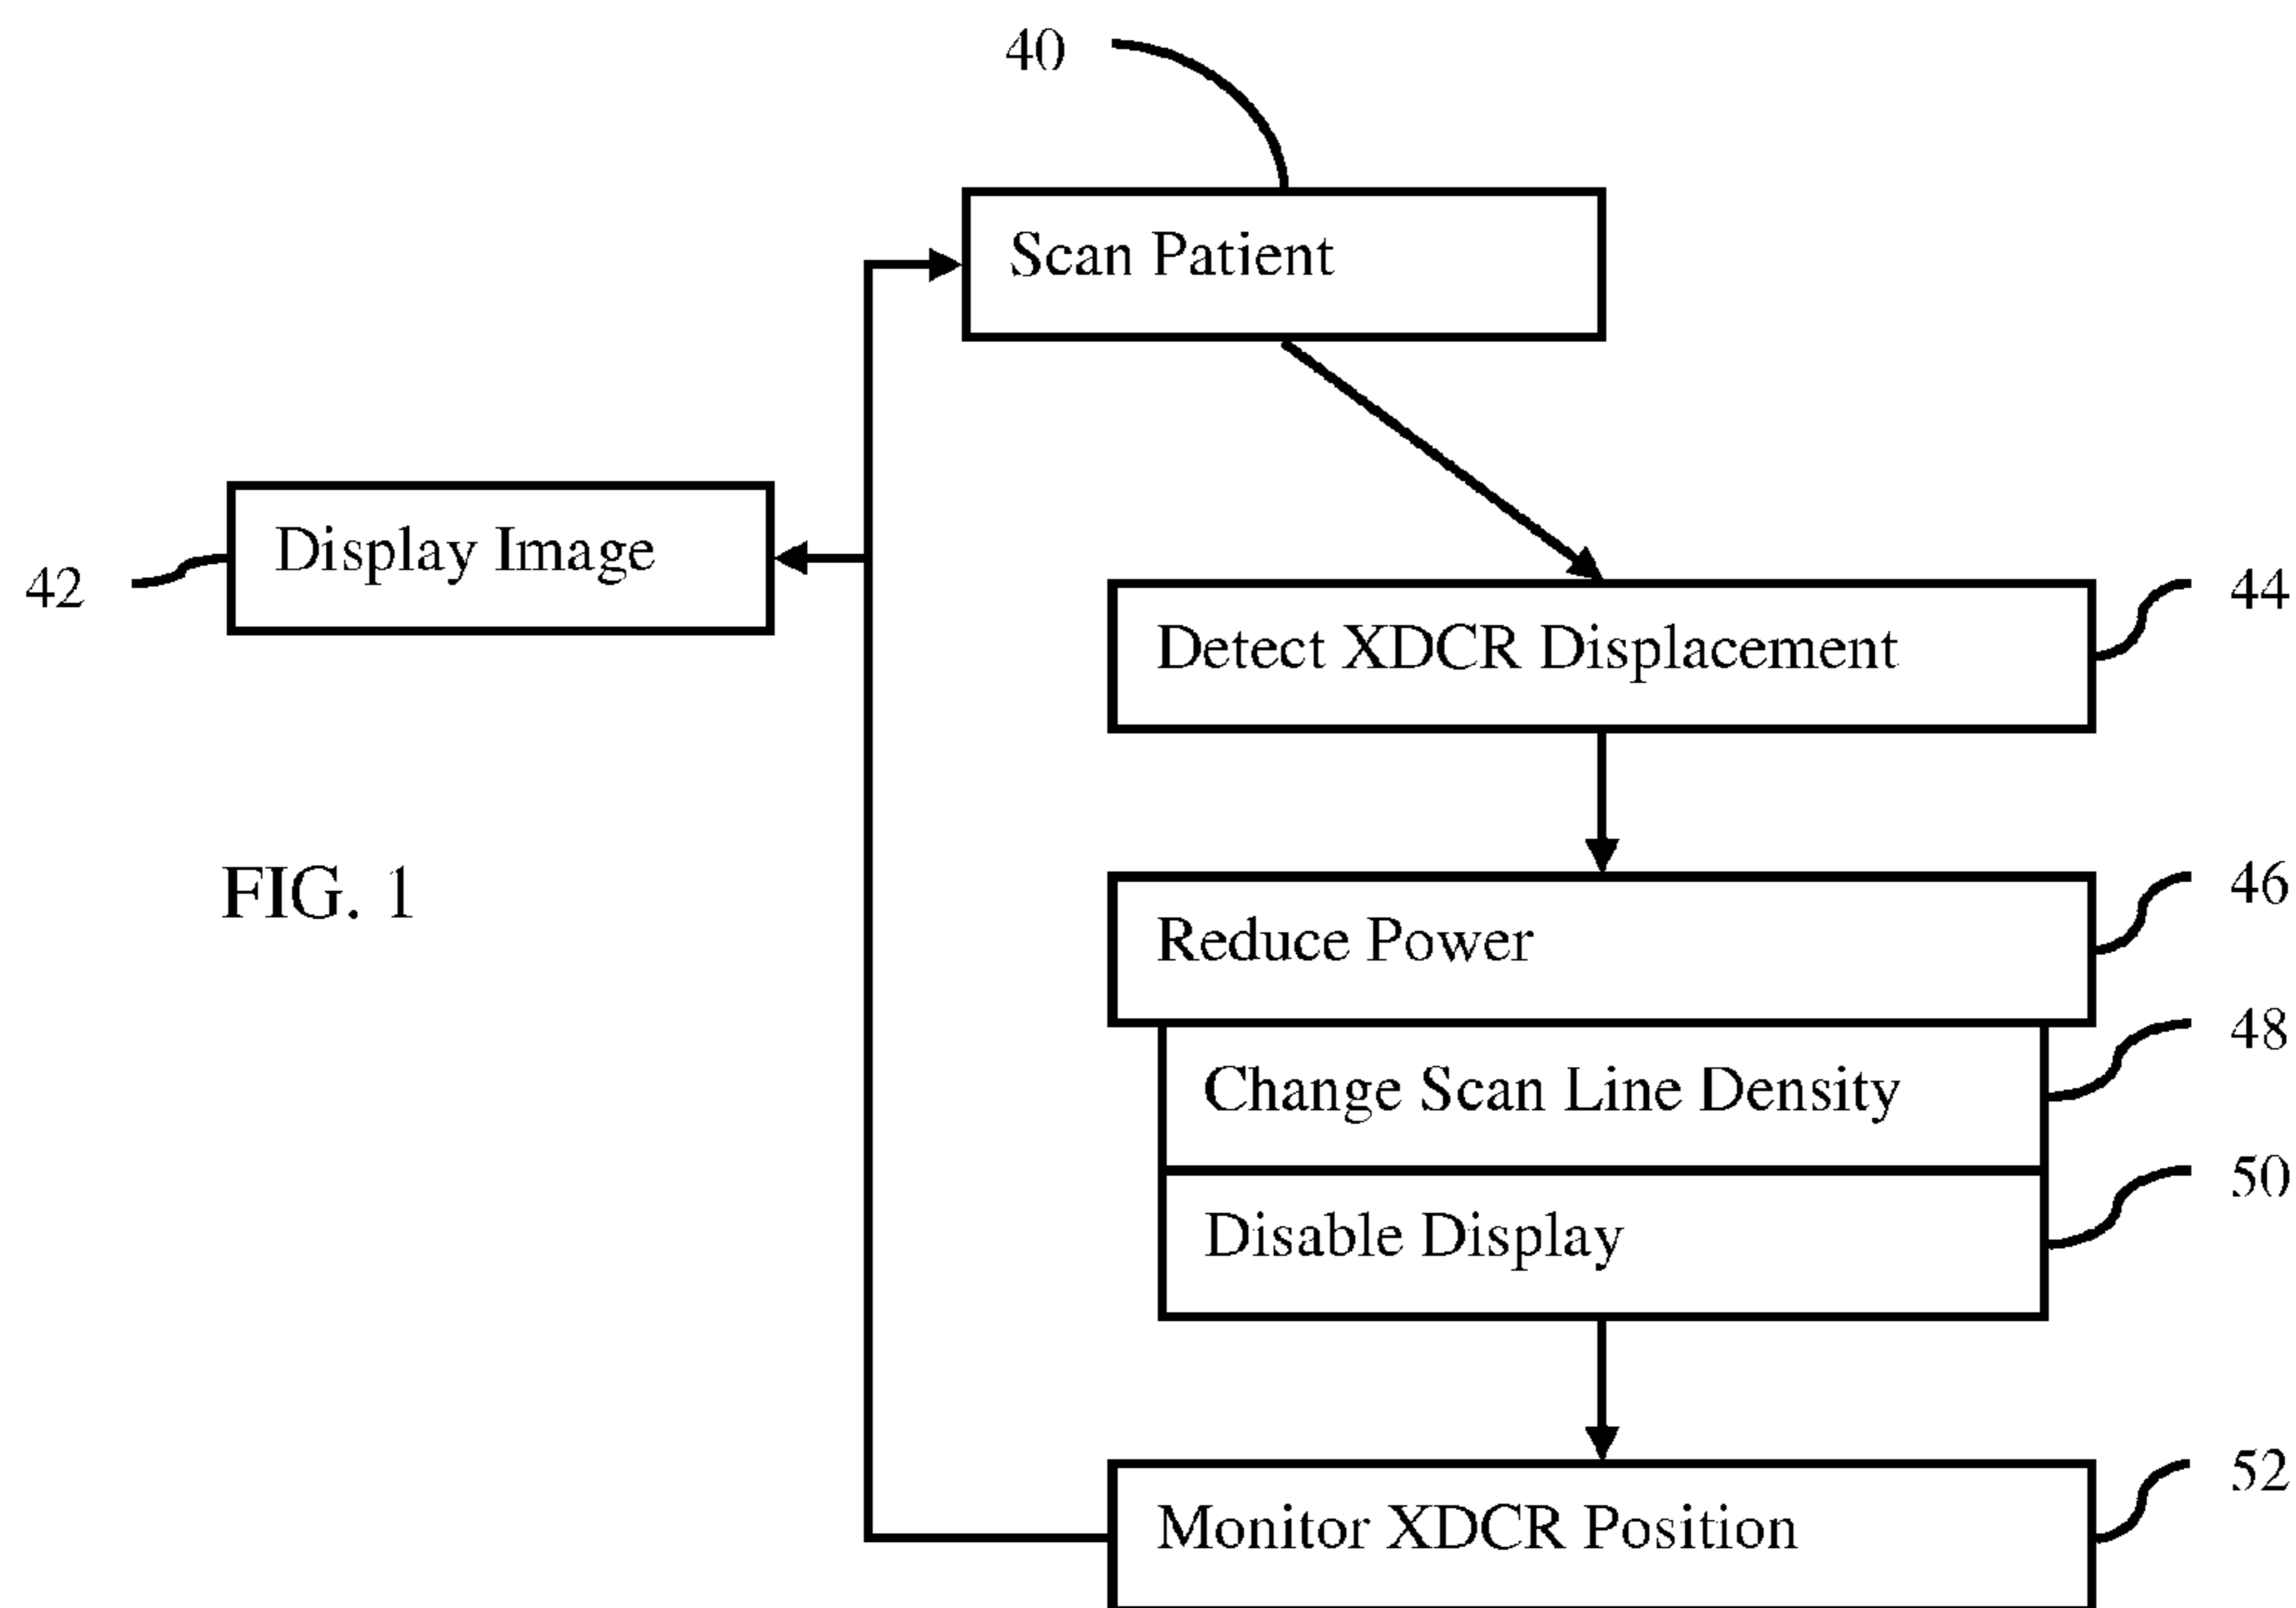 40
Scan Patient
Display Image
42
44
Detect XDCR Displacement
FIG. 1
46
Reduce Power
48
Change Scan Line Density
50
Disable Display
52
Monitor XDCR Position